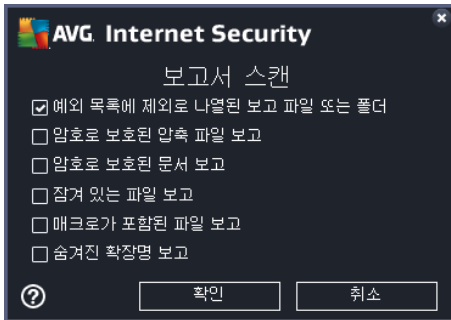 AVG Internet Security
보고서 스캔
예외 목록에 제외로 나열된 보고 파일 또는 폴더
암호로 보호된 압축 파일 보고
암호로 보호된 문서 보고
잠겨 있는 파일 보고
매크로가 포함된 파일 보고
숨겨진 확장명 보고
확인 취소